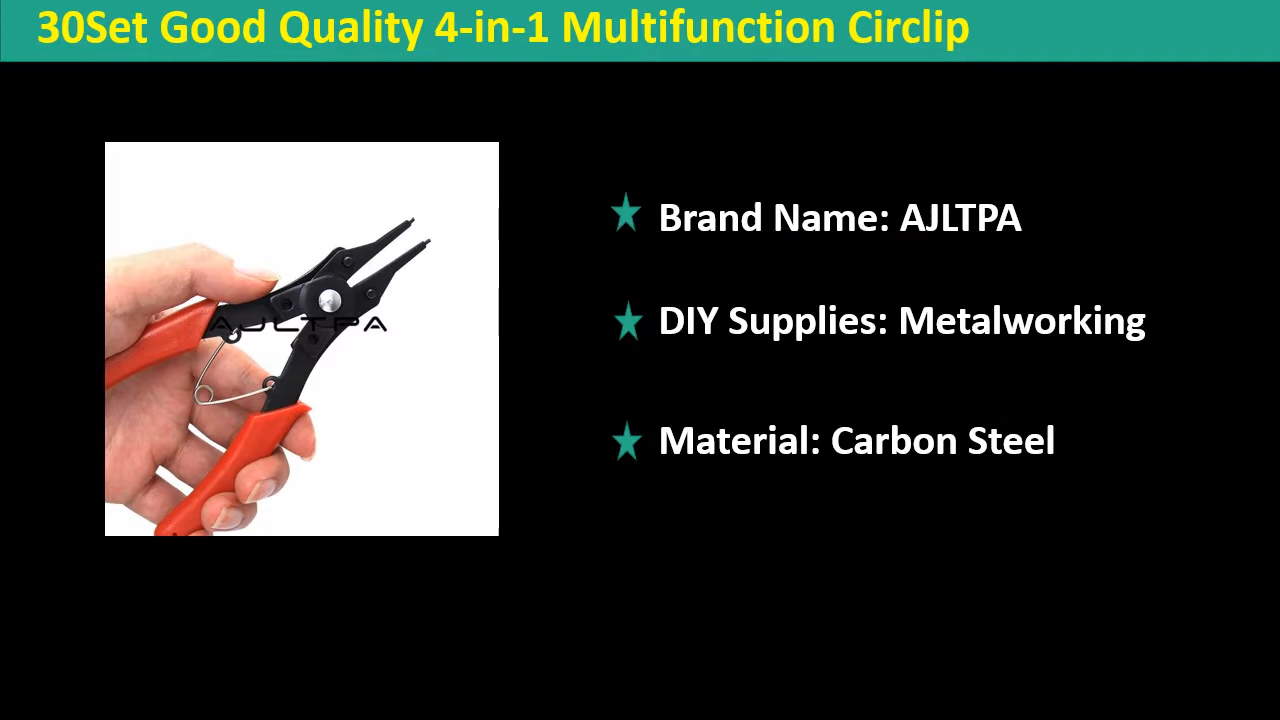 30Set Good Quality 4-in-1 Multifunction Circlip
Brand Name: AJLTPA
AJLTPA
DIY Supplies: Metalworking
Material: Carbon Steel